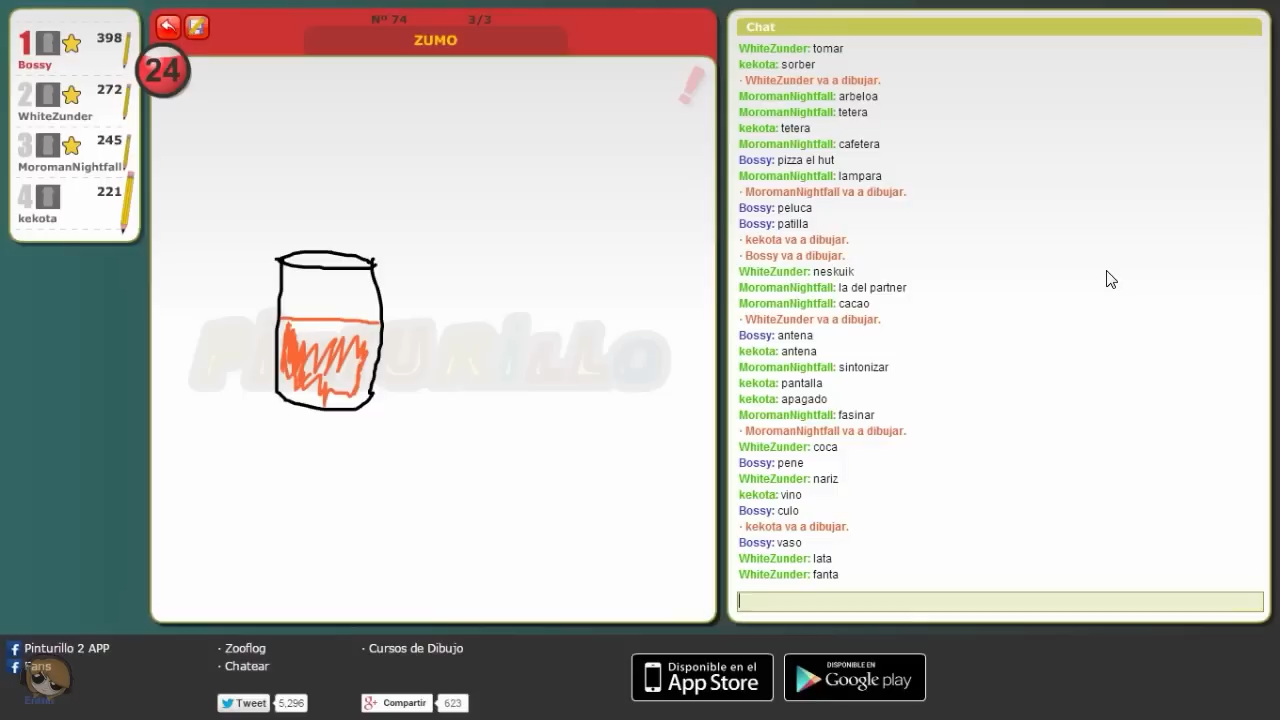 1 398
Bossy
2 272
WhiteZunder
3 245
MoromanNightfall
4 221
kekota
24
Nº 74 3/3
ZUMO
PINTURILLO
Chat
WhiteZunder: tomar
kekota: sorber
· WhiteZunder va a dibujar.
MoromanNightfall: arbeloa
MoromanNightfall: tetera
kekota: tetera
MoromanNightfall: cafetera
Bossy: pizza el hut
MoromanNightfall: lampara
· MoromanNightfall va a dibujar.
Bossy: peluca
Bossy: patilla
· kekota va a dibujar.
· Bossy va a dibujar.
WhiteZunder: neskuik
MoromanNightfall: la del partner
MoromanNightfall: cacao
· WhiteZunder va a dibujar.
Bossy: antena
kekota: antena
MoromanNightfall: sintonizar
kekota: pantalla
kekota: apagado
MoromanNightfall: fasinar
· MoromanNightfall va a dibujar.
WhiteZunder: coca
Bossy: pene
WhiteZunder: nariz
kekota: vino
Bossy: culo
· kekota va a dibujar.
Bossy: vaso
WhiteZunder: lata
WhiteZunder: fanta
Pinturillo 2 APP
Fans
· Zooflog
· Chatear
· Cursos de Dibujo
Tweet 5,296
Compartir 623
Disponible en el
App Store
DISPONIBLE EN
Google play